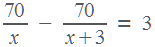 70/x − 70/(x+3) = 3